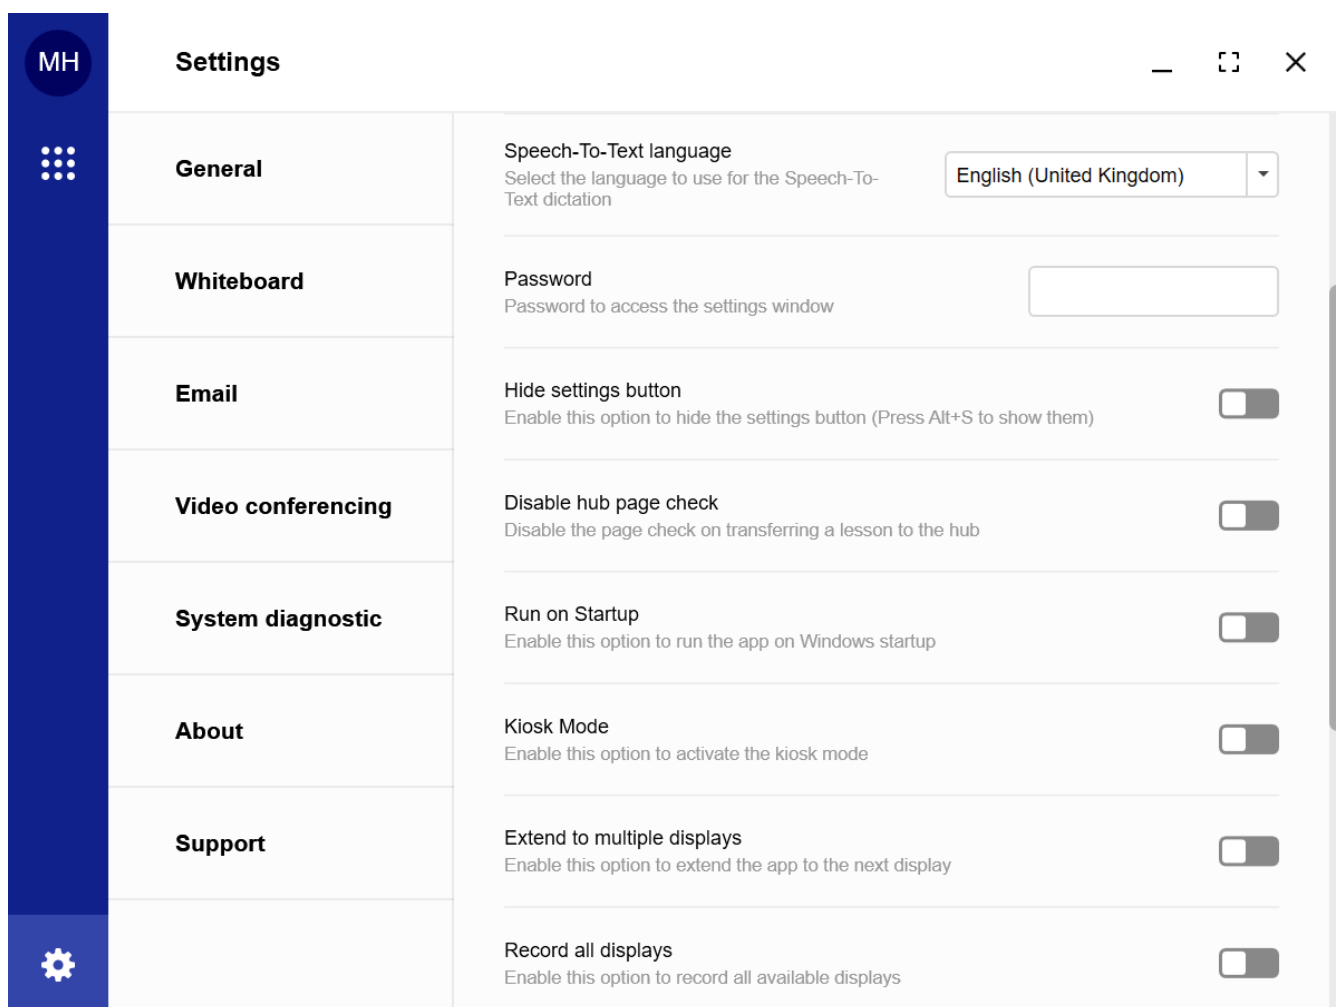 MH
Settings
General
Whiteboard
Email
Video conferencing
System diagnostic
About
Support
Speech-To-Text language
Select the language to use for the Speech-To-
Text dictation
English (United Kingdom)
Password
Password to access the settings window
Hide settings button
Enable this option to hide the settings button (Press Alt+S to show them)
Disable hub page check
Disable the page check on transferring a lesson to the hub
Run on Startup
Enable this option to run the app on Windows startup
Kiosk Mode
Enable this option to activate the kiosk mode
Extend to multiple displays
Enable this option to extend the app to the next display
Record all displays
Enable this option to record all available displays